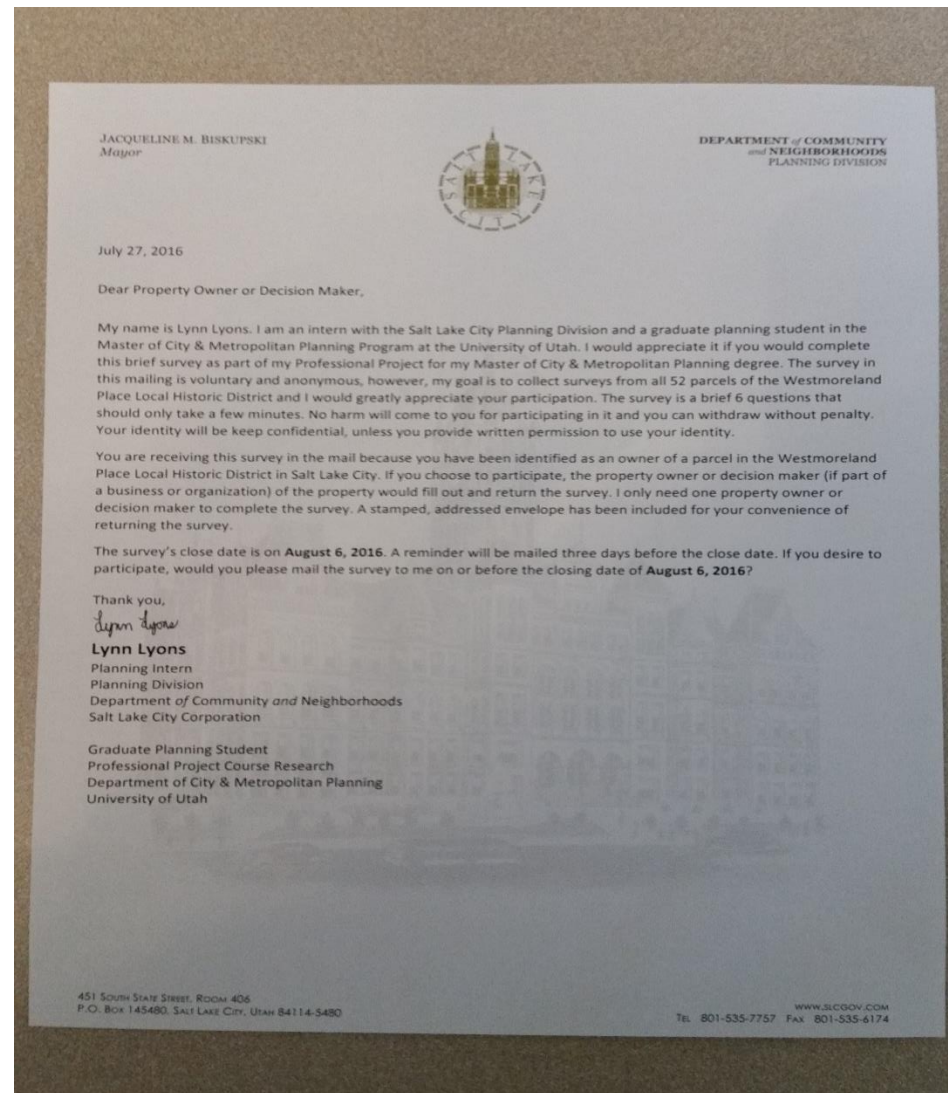 JACQUELINE M. BISKUPSKI
Mayor
DEPARTMENT of COMMUNITY
and NEIGHBORHOODS
PLANNING DIVISION
SALT LAKE
CITY
July 27, 2016
Dear Property Owner or Decision Maker,
My name is Lynn Lyons. I am an intern with the Salt Lake City Planning Division and a graduate planning student in the
Master of City & Metropolitan Planning Program at the University of Utah. I would appreciate it if you would complete
this brief survey as part of my Professional Project for my Master of City & Metropolitan Planning degree. The survey in
this mailing is voluntary and anonymous, however, my goal is to collect surveys from all 52 parcels of the Westmoreland
Place Local Historic District and I would greatly appreciate your participation. The survey is a brief 6 questions that
should only take a few minutes. No harm will come to you for participating in it and you can withdraw without penalty.
Your identity will be keep confidential, unless you provide written permission to use your identity.
You are receiving this survey in the mail because you have been identified as an owner of a parcel in the Westmoreland
Place Local Historic District in Salt Lake City. If you choose to participate, the property owner or decision maker (if part of
a business or organization) of the property would fill out and return the survey. I only need one property owner or
decision maker to complete the survey. A stamped, addressed envelope has been included for your convenience of
returning the survey.
The survey's close date is on August 6, 2016. A reminder will be mailed three days before the close date. If you desire to
participate, would you please mail the survey to me on or before the closing date of August 6, 2016?
Thank you,
Lynn Lyons
Lynn Lyons
Planning Intern
Planning Division
Department of Community and Neighborhoods
Salt Lake City Corporation
Graduate Planning Student
Professional Project Course Research
Department of City & Metropolitan Planning
University of Utah
451 SOUTH STATE STREET, ROOM 406
P.O. BOX 145480, SALT LAKE CITY, UTAH 84114-5480
WWW.SLCGOV.COM
TEL 801-535-7757 FAX 801-535-6174